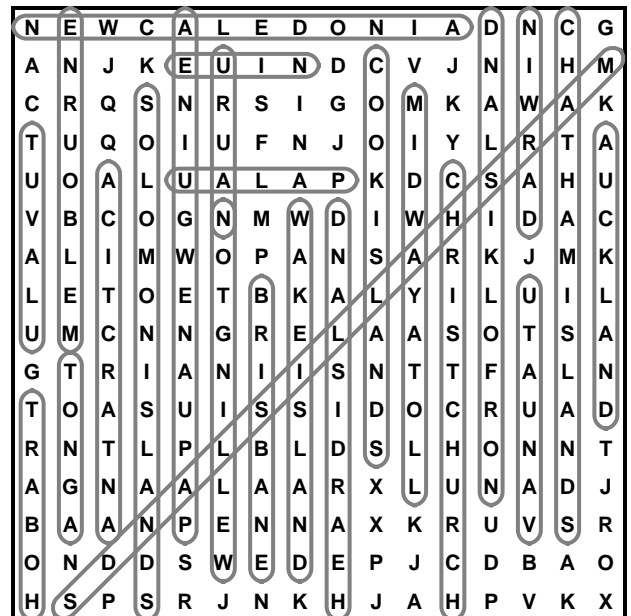 N E W C A L E D O N I A D N C G
A N J K E U I N D C V J N I H M
C R Q S N R S I G O M K A W A K
T U Q O I U F N J O I Y L R T A
U O A L U A L A P K D C S A H U
V B C O G N M W D I W H I D A C
A L I M W O P A N S A R K J M K
L E T O E T B K A L Y I L U I L
U M C N N G R E L A A S O T S A
G T R I A N I I S N T T F A L N
T O A S U I S S I D O C R U A D
R N T L P L B L D S L H O N N T
A G N A A L A A R X L U N A D J
B A A N P E N N A X K R U V S R
O N D D S W E D E P J C D B A O
H S P S R J N K H J A H P V K X